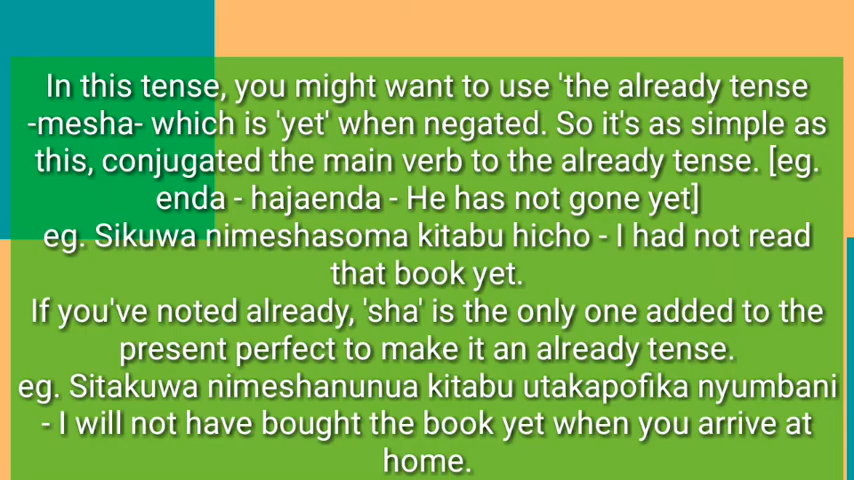 In this tense, you might want to use 'the already tense
-mesha- which is 'yet' when negated. So it's as simple as
this, conjugated the main verb to the already tense. [eg.
enda - hajaenda - He has not gone yet]
eg. Sikuwa nimeshasoma kitabu hicho - I had not read
that book yet.
If you've noted already, 'sha' is the only one added to the
present perfect to make it an already tense.
eg. Sitakuwa nimeshanunua kitabu utakapofika nyumbani
- I will not have bought the book yet when you arrive at
home.